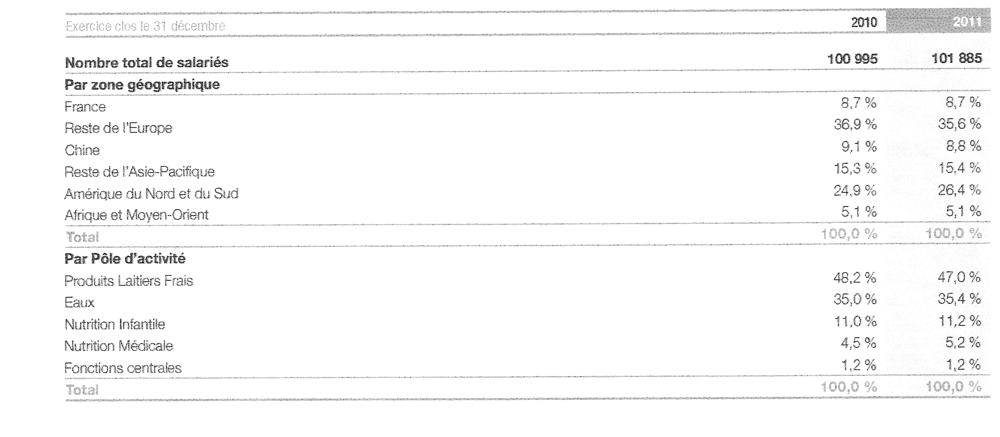 Exercice clos le 31 décembre 2010 2011
Nombre total de salariés 100 995 101 885
Par zone géographique
France 8,7 % 8,7 %
Reste de l'Europe 36,9 % 35,6 %
Chine 9,1 % 8,8 %
Reste de l'Asie-Pacifique 15,3 % 15,4 %
Amérique du Nord et du Sud 24,9 % 26,4 %
Afrique et Moyen-Orient 5,1 % 5,1 %
Total 100,0 % 100,0 %
Par Pôle d'activité
Produits Laitiers Frais 48,2 % 47,0 %
Eaux 35,0 % 35,4 %
Nutrition Infantile 11,0 % 11,2 %
Nutrition Médicale 4,5 % 5,2 %
Fonctions centrales 1,2 % 1,2 %
Total 100,0 % 100,0 %